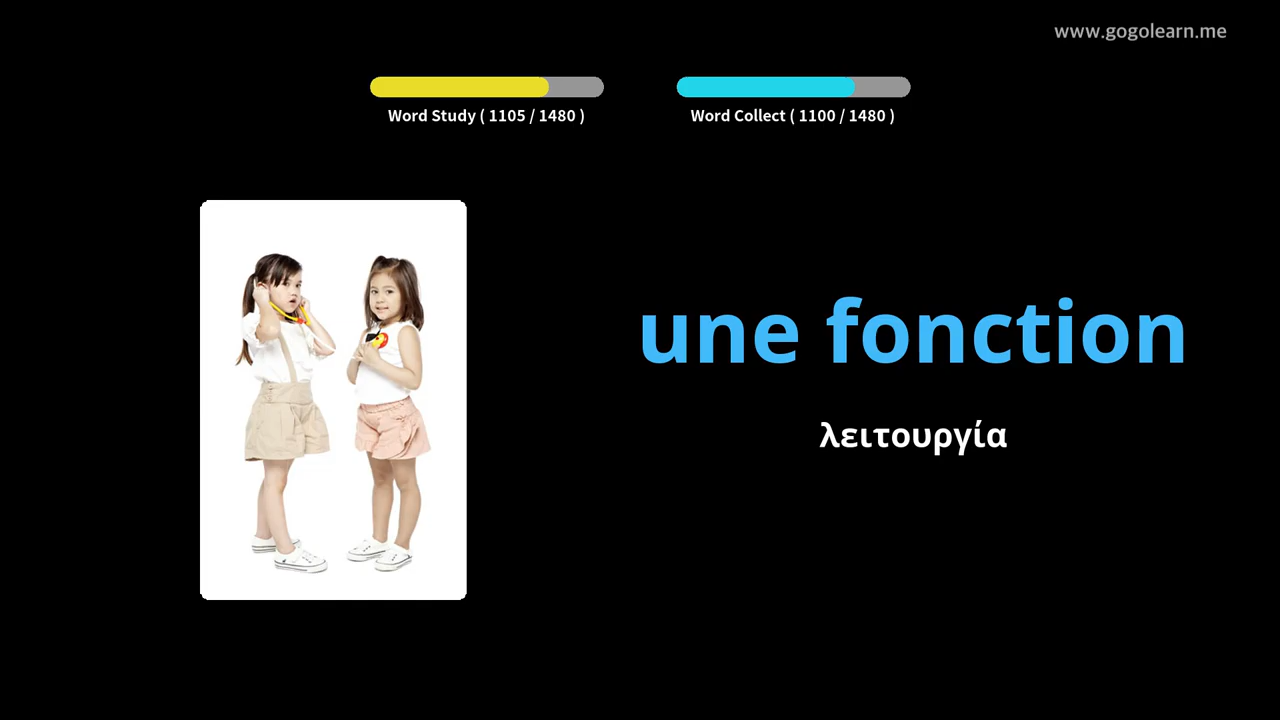 www.gogolearn.me
Word Study ( 1105 / 1480 )
Word Collect ( 1100 / 1480 )
une fonction
λειτουργία